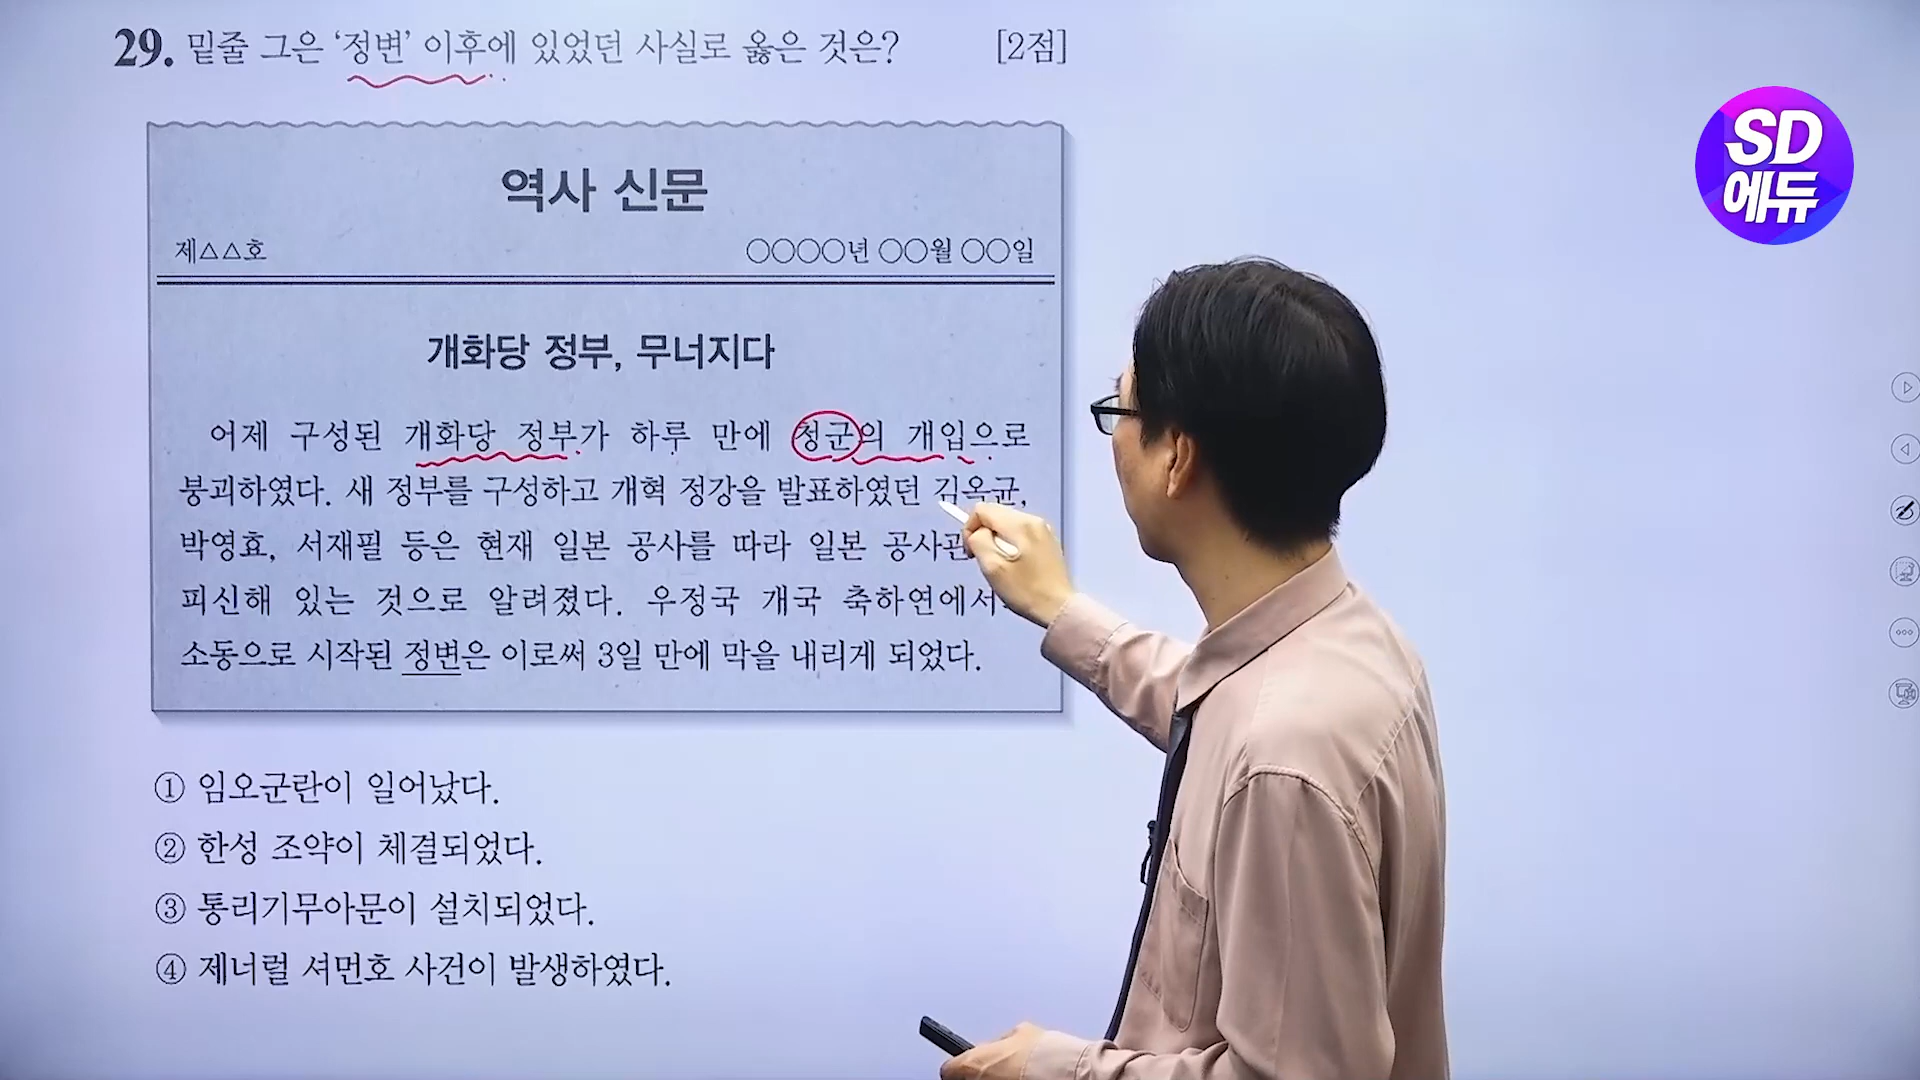 29. 밑줄 그은 ‘정변’ 이후에 있었던 사실로 옳은 것은? [2점]
SD
에듀
역사 신문
제△△호 ○○○○년 ○○월 ○○일
개화당 정부, 무너지다
어제 구성된 개화당 정부가 하루 만에 청군의 개입으로
붕괴하였다. 새 정부를 구성하고 개혁 정강을 발표하였던 김옥균,
박영효, 서재필 등은 현재 일본 공사를 따라 일본 공사관
피신해 있는 것으로 알려졌다. 우정국 개국 축하연에서
소동으로 시작된 정변은 이로써 3일 만에 막을 내리게 되었다.
① 임오군란이 일어났다.
② 한성 조약이 체결되었다.
③ 통리기무아문이 설치되었다.
④ 제너럴 셔먼호 사건이 발생하였다.